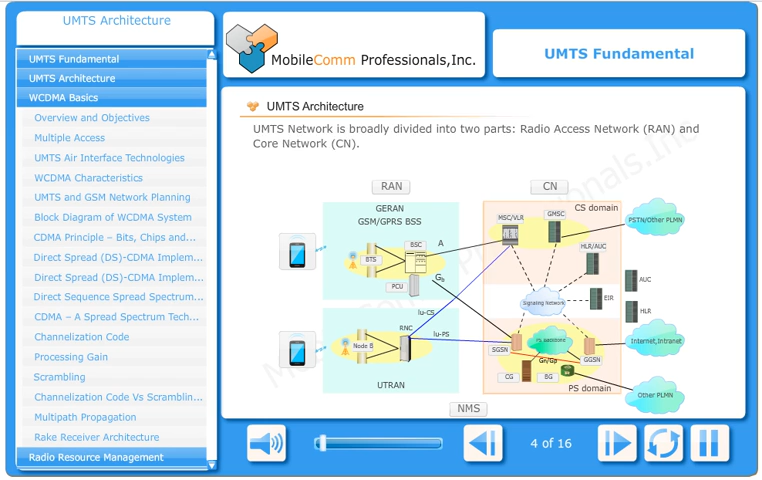 UMTS Architecture
UMTS Fundamental
UMTS Architecture
WCDMA Basics
Overview and Objectives
Multiple Access
UMTS Air Interface Technologies
WCDMA Characteristics
UMTS and GSM Network Planning
Block Diagram of WCDMA System
CDMA Principle – Bits, Chips and...
Direct Spread (DS)-CDMA Implem...
Direct Spread (DS)-CDMA Implem...
Direct Sequence Spread Spectrum...
CDMA – A Spread Spectrum Tech...
Channelization Code
Processing Gain
Scrambling
Channelization Code Vs Scramblin...
Multipath Propagation
Rake Receiver Architecture
Radio Resource Management
MobileComm Professionals,Inc.
UMTS Fundamental
UMTS Architecture
UMTS Network is broadly divided into two parts: Radio Access Network (RAN) and
Core Network (CN).
RAN
CN
GERAN
GSM/GPRS BSS
CS domain
MSC/VLR
GMSC
PSTN/Other PLMN
BSC
A
BTS
HLR/AUC
Gb
PCU
AUC
Signaling Network
EIR
HLR
Iu-CS
RNC
Iu-PS
Node B
SGSN
PS backbone
GGSN
Internet,Intranet
Gn/Gp
CG
BG
UTRAN
PS domain
Other PLMN
NMS
4 of 16